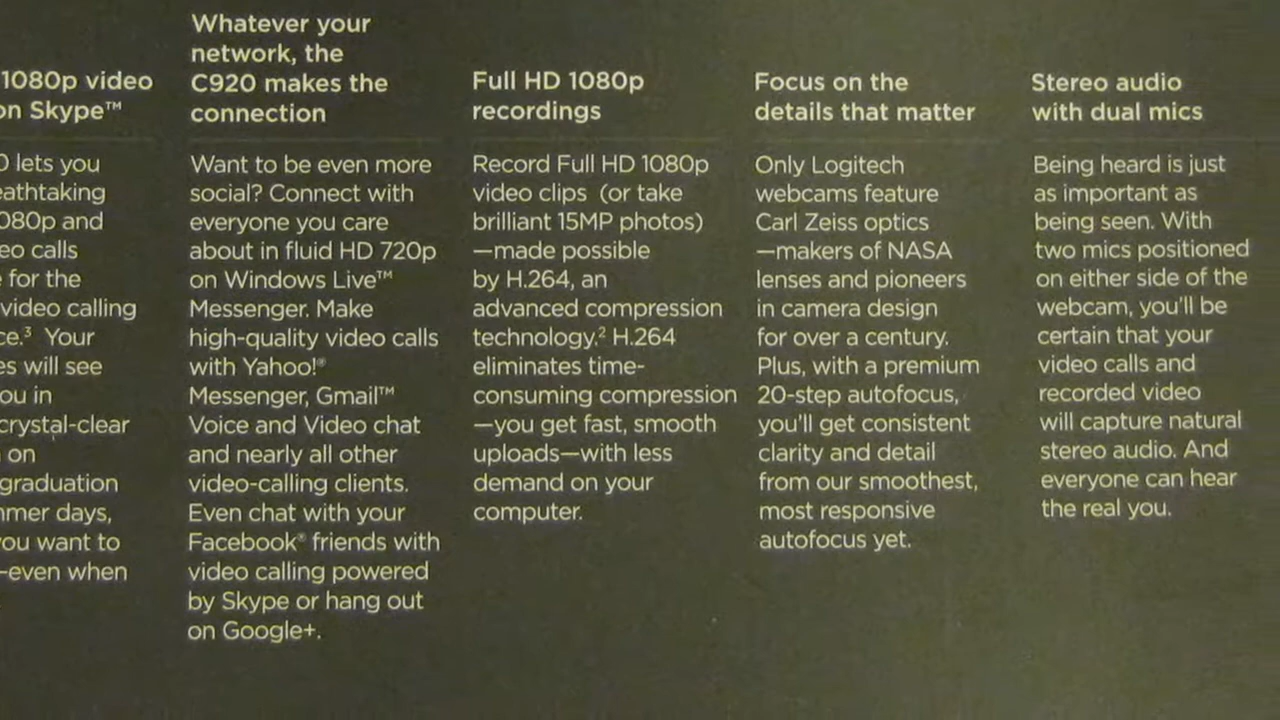 1080p video
on Skype™
lets you
080p and
calls
for the
video calling
Your
will see
in
crystal-clear
on
graduation
days,
you want to
—even when
Whatever your
network, the
C920 makes the
connection
Want to be even more
social? Connect with
everyone you care
about in fluid HD 720p
on Windows Live™
Messenger. Make
high-quality video calls
with Yahoo!®
Messenger, Gmail™
Voice and Video chat
and nearly all other
video-calling clients.
Even chat with your
Facebook® friends with
video calling powered
by Skype or hang out
on Google+.
Full HD 1080p
recordings
Record Full HD 1080p
video clips (or take
brilliant 15MP photos)
—made possible
by H.264, an
advanced compression
technology.² H.264
eliminates time-
consuming compression
—you get fast, smooth
uploads—with less
demand on your
computer.
Focus on the
details that matter
Only Logitech
webcams feature
Carl Zeiss optics
—makers of NASA
lenses and pioneers
in camera design
for over a century.
Plus, with a premium
20-step autofocus,
you'll get consistent
clarity and detail
from our smoothest,
most responsive
autofocus yet.
Stereo audio
with dual mics
Being heard is just
as important as
being seen. With
two mics positioned
on either side of the
webcam, you'll be
certain that your
video calls and
recorded video
will capture natural
stereo audio. And
everyone can hear
the real you.